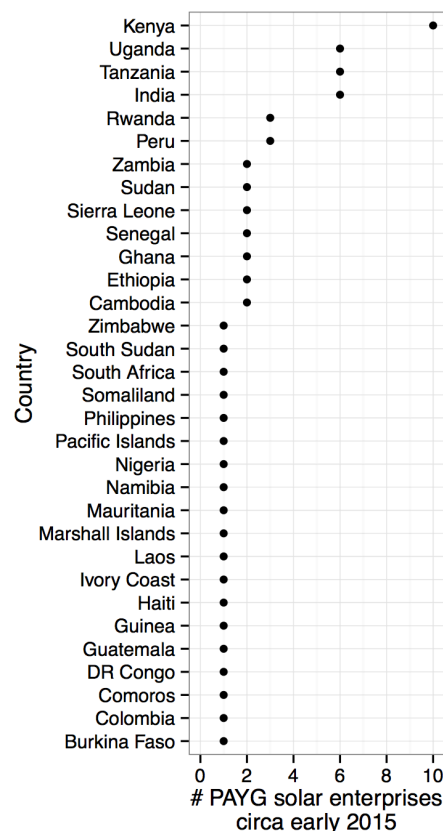 Kenya
Uganda
Tanzania
India
Rwanda
Peru
Zambia
Sudan
Sierra Leone
Senegal
Ghana
Ethiopia
Cambodia
Zimbabwe
South Sudan
South Africa
Somaliland
Philippines
Pacific Islands
Nigeria
Namibia
Mauritania
Marshall Islands
Laos
Ivory Coast
Haiti
Guinea
Guatemala
DR Congo
Comoros
Colombia
Burkina Faso
Country
0 2 4 6 8 10
# PAYG solar enterprises
circa early 2015